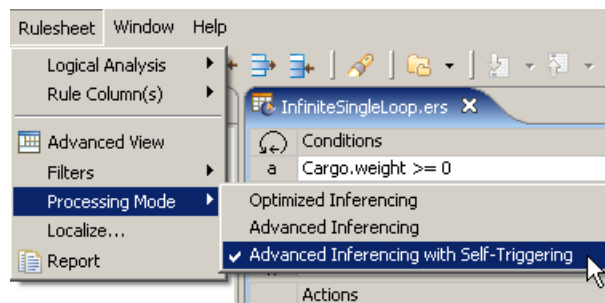 Rulesheet Window Help
Logical Analysis
Rule Column(s)
InfiniteSingleLoop.ers
Advanced View
Conditions
Filters
a Cargo.weight >= 0
Processing Mode
Optimized Inferencing
Localize...
Advanced Inferencing
Report
Advanced Inferencing with Self-Triggering
Actions